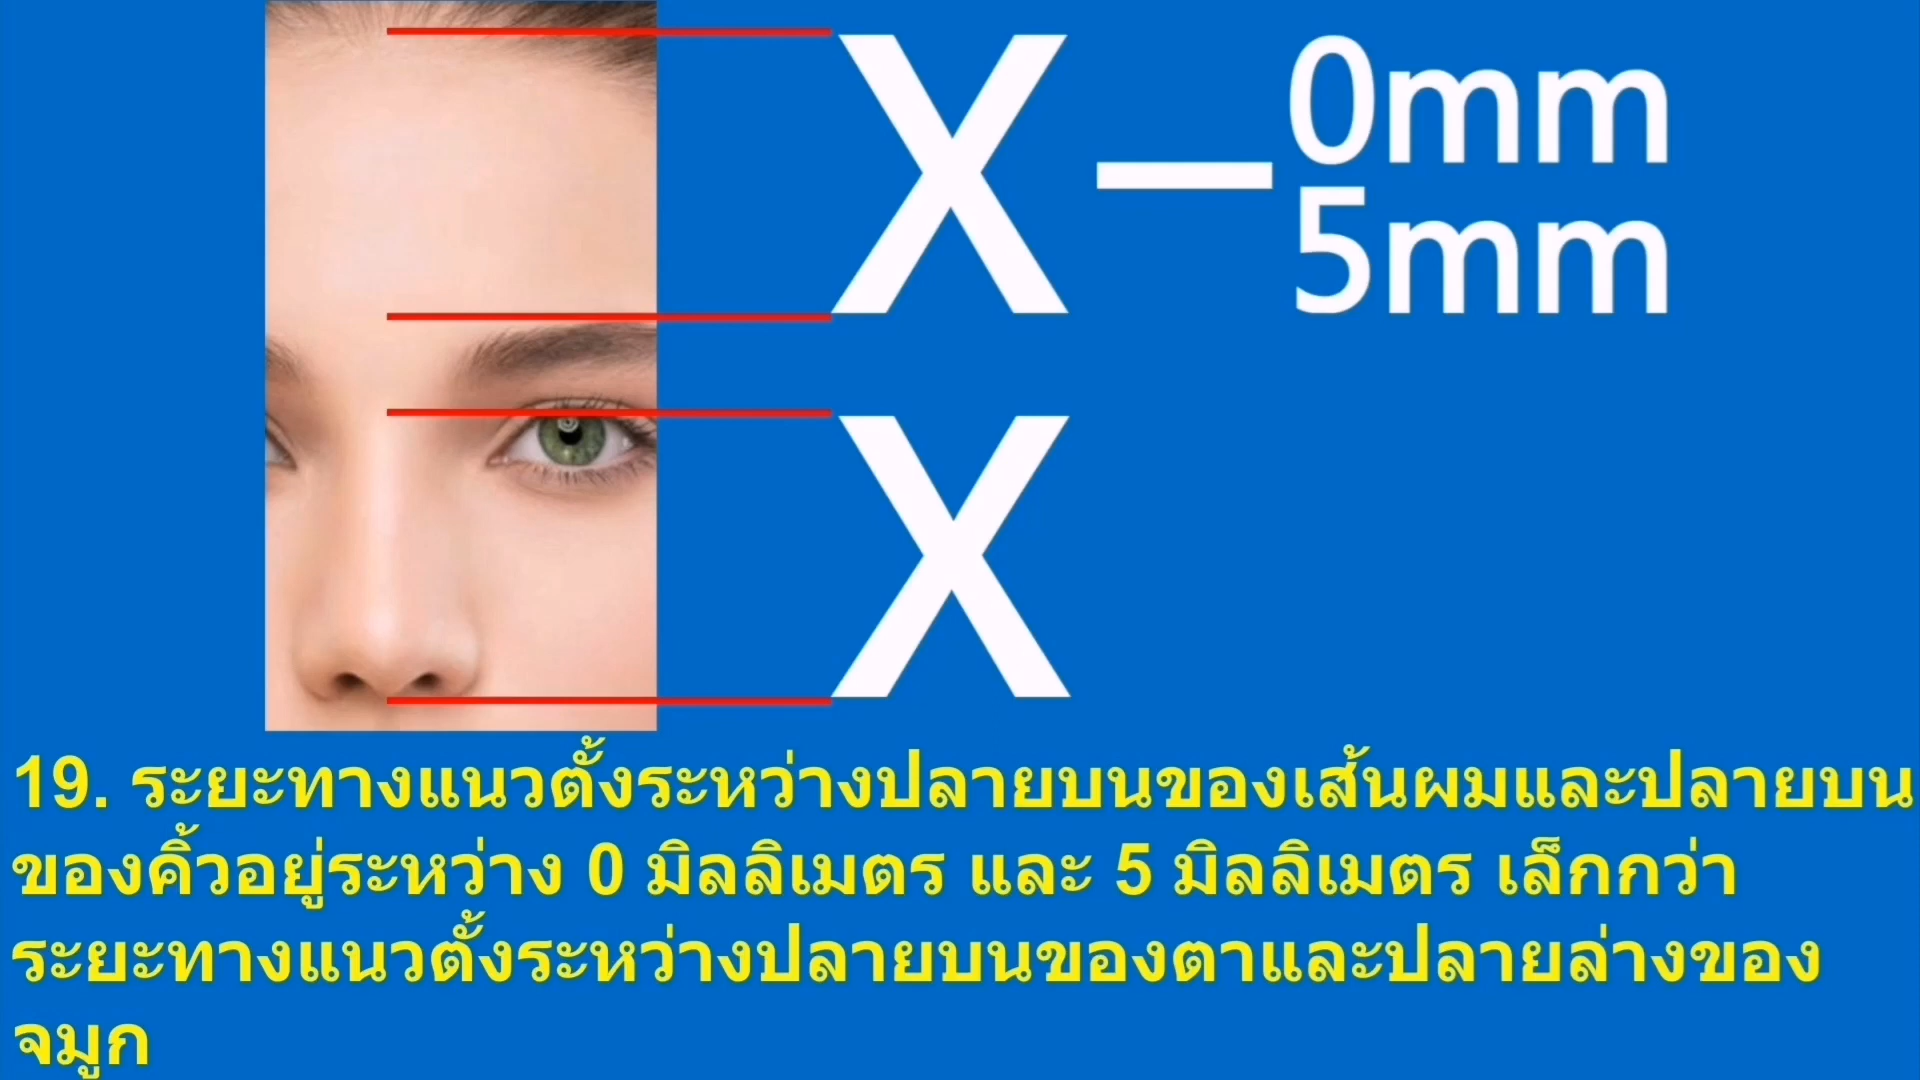 X – 0mm
5mm
X
19. ระยะทางแนวตั้งระหว่างปลายบนของเส้นผมและปลายบน
ของคิ้วอยู่ระหว่าง 0 มิลลิเมตร และ 5 มิลลิเมตร เล็กกว่า
ระยะทางแนวตั้งระหว่างปลายบนของตาและปลายล่างของ
จมูก